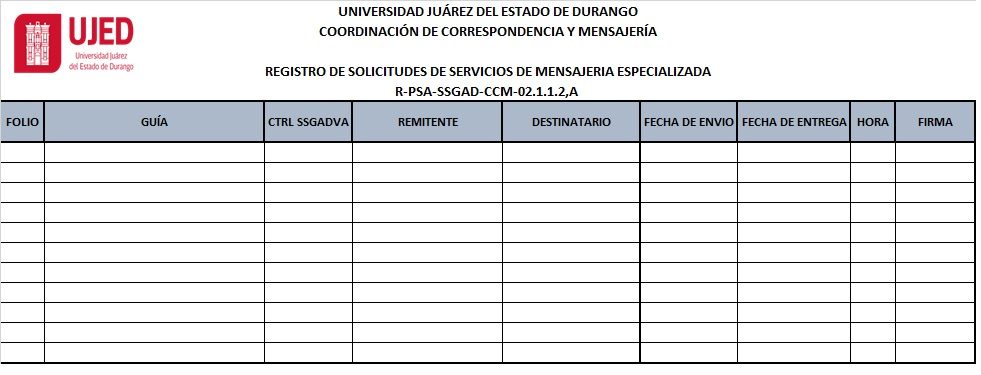 UJED
Universidad Juárez
del Estado de Durango
UNIVERSIDAD JUÁREZ DEL ESTADO DE DURANGO
COORDINACIÓN DE CORRESPONDENCIA Y MENSAJERÍA
REGISTRO DE SOLICITUDES DE SERVICIOS DE MENSAJERIA ESPECIALIZADA
R-PSA-SSGAD-CCM-02.1.1.2,A
FOLIO GUÍA CTRL SSGADVA REMITENTE DESTINATARIO FECHA DE ENVIO FECHA DE ENTREGA HORA FIRMA